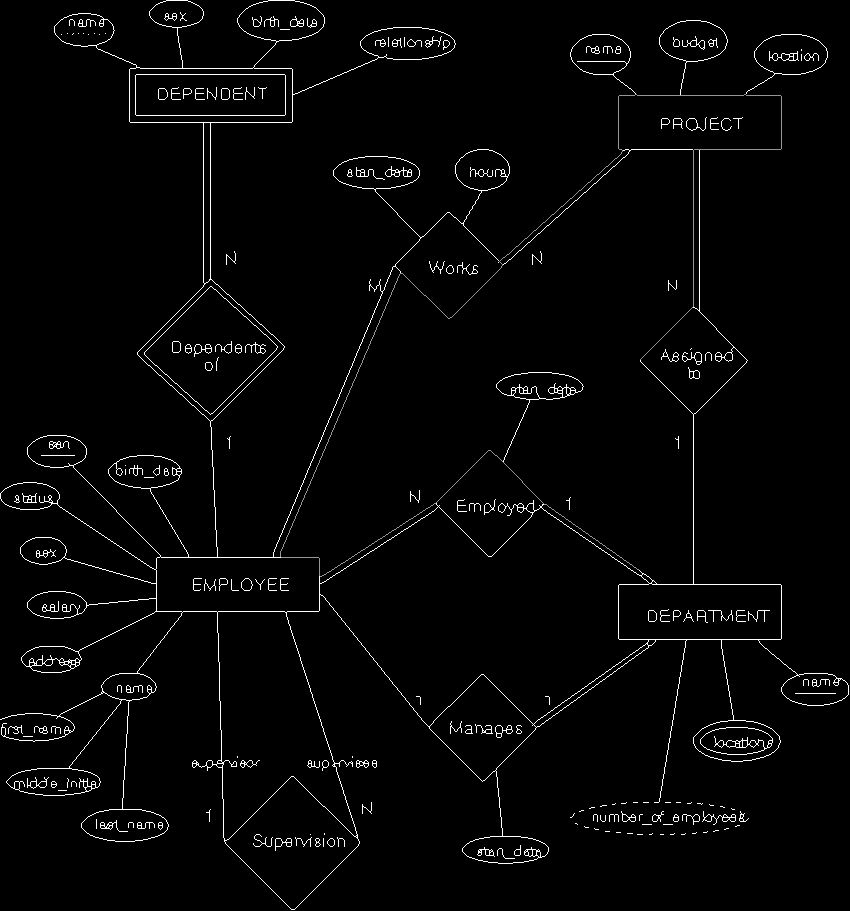 name
sex
birth_date
relationship
DEPENDENT
name
budget
location
PROJECT
start_date
hours
Works
M
N
N
N
Dependents
of
Assigned
to
1
1
start_date
ssn
birth_date
status
sex
salary
address
EMPLOYEE
N
Employed
1
DEPARTMENT
name
first_name
middle_initia
last_name
1
Manages
1
name
locations
number_of_employees
start_date
supervisor
supervisee
1
N
Supervision